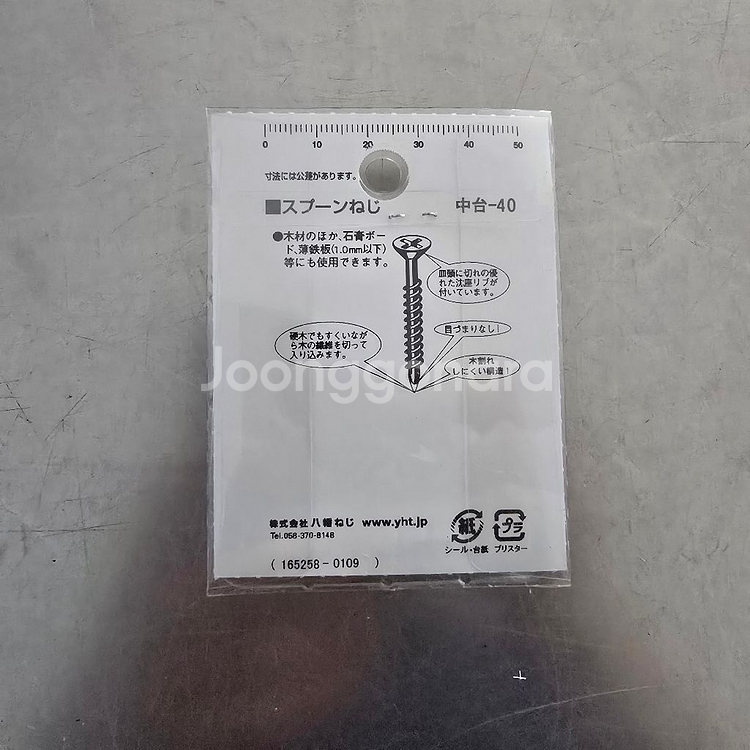 0 10 20 30 40 50
寸法には公差があります。
■スプーンねじ 中台-40
●木材のほか、石膏ボー
ド、薄鉄板(1.0mm以下)
等にも使用できます。
皿頭に切れの優
れた沈座リブが
付いています。
目づまりなし!
硬木でもすくいなが
ら木の繊維を切って
入り込みます。
木割れ
しにくい構造!
Joonggonara
株式会社 八幡ねじ www.yht.jp
Tel.058-370-8148
紙 プラ
シール・台紙 ブリスター
( 165258-0109 )